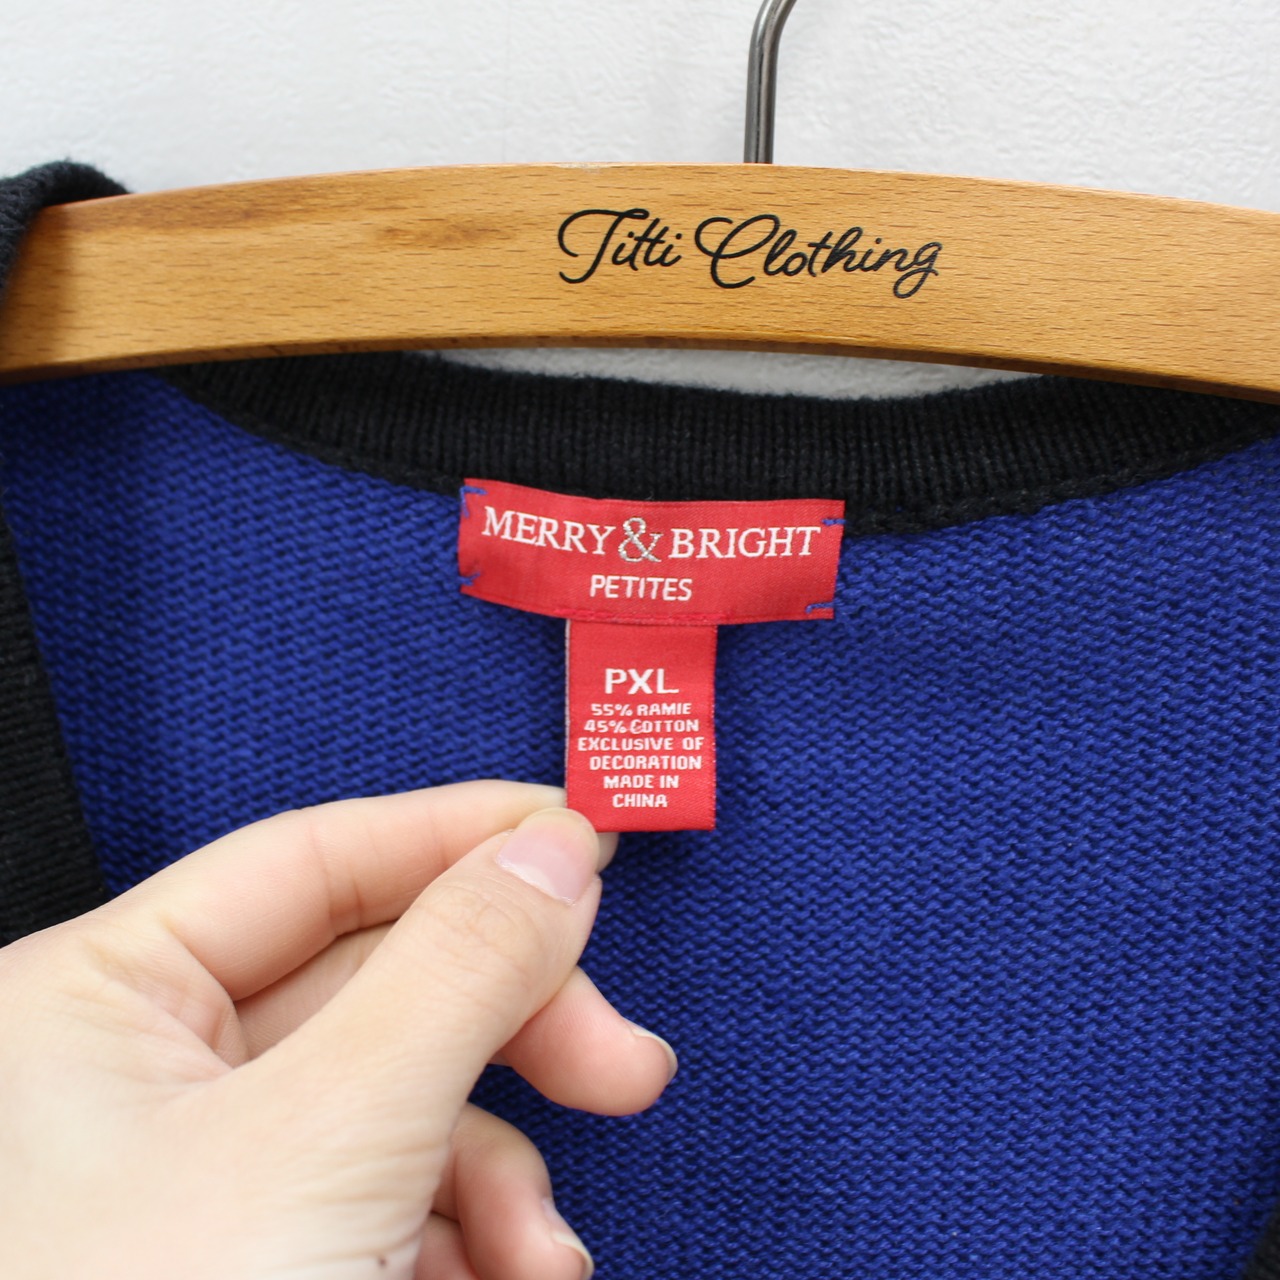 Titti Clothing
MERRY & BRIGHT
PETITES
PXL
55% RAMIE
45% COTTON
EXCLUSIVE OF
DECORATION
MADE IN
CHINA